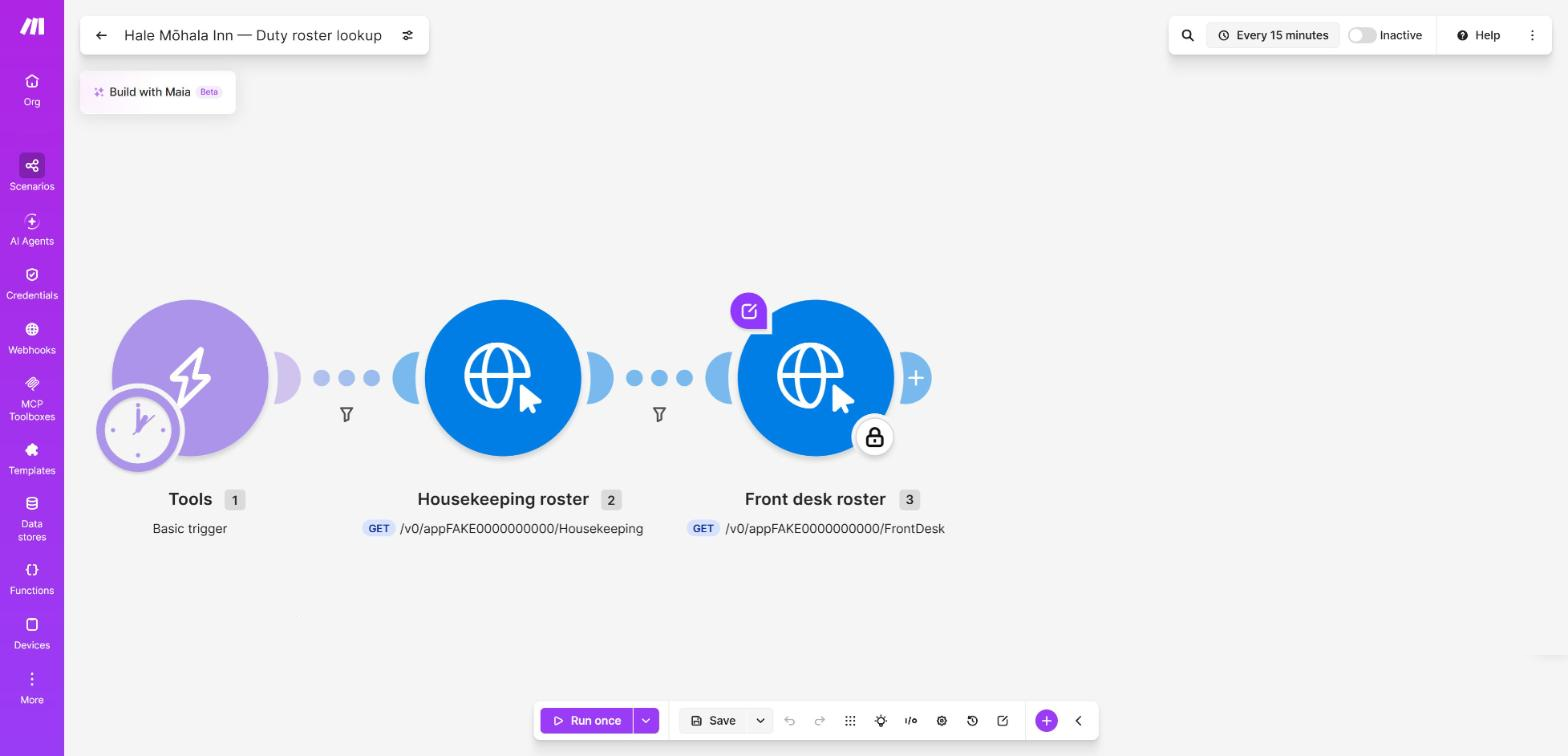 Hale Mōhala Inn — Duty roster lookup
Every 15 minutes
Inactive
Help
Build with Maia Beta
Org
Scenarios
AI Agents
Credentials
Webhooks
MCP
Toolboxes
Templates
Data
stores
Functions
Devices
More
Tools 1
Basic trigger
Housekeeping roster 2
GET /v0/appFAKE0000000000/Housekeeping
Front desk roster 3
GET /v0/appFAKE0000000000/FrontDesk
Run once
Save